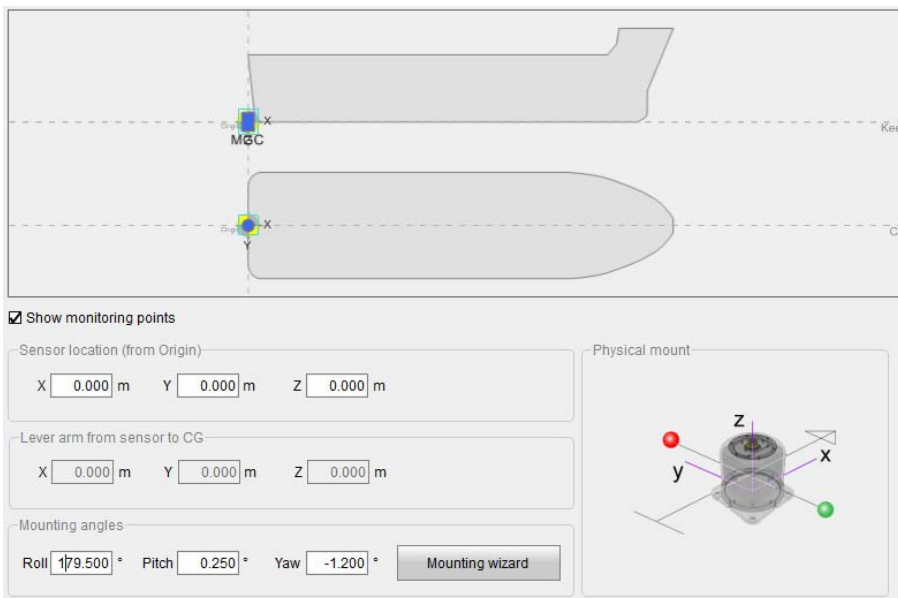 X
Kee
MGC
X
Y
C
Show monitoring points
Sensor location (from Origin)
X 0.000 m Y 0.000 m Z 0.000 m
Lever arm from sensor to CG
X 0.000 m Y 0.000 m Z 0.000 m
Mounting angles
Roll 179.500 ° Pitch 0.250 ° Yaw -1.200 ° Mounting wizard
Physical mount
z
y
x